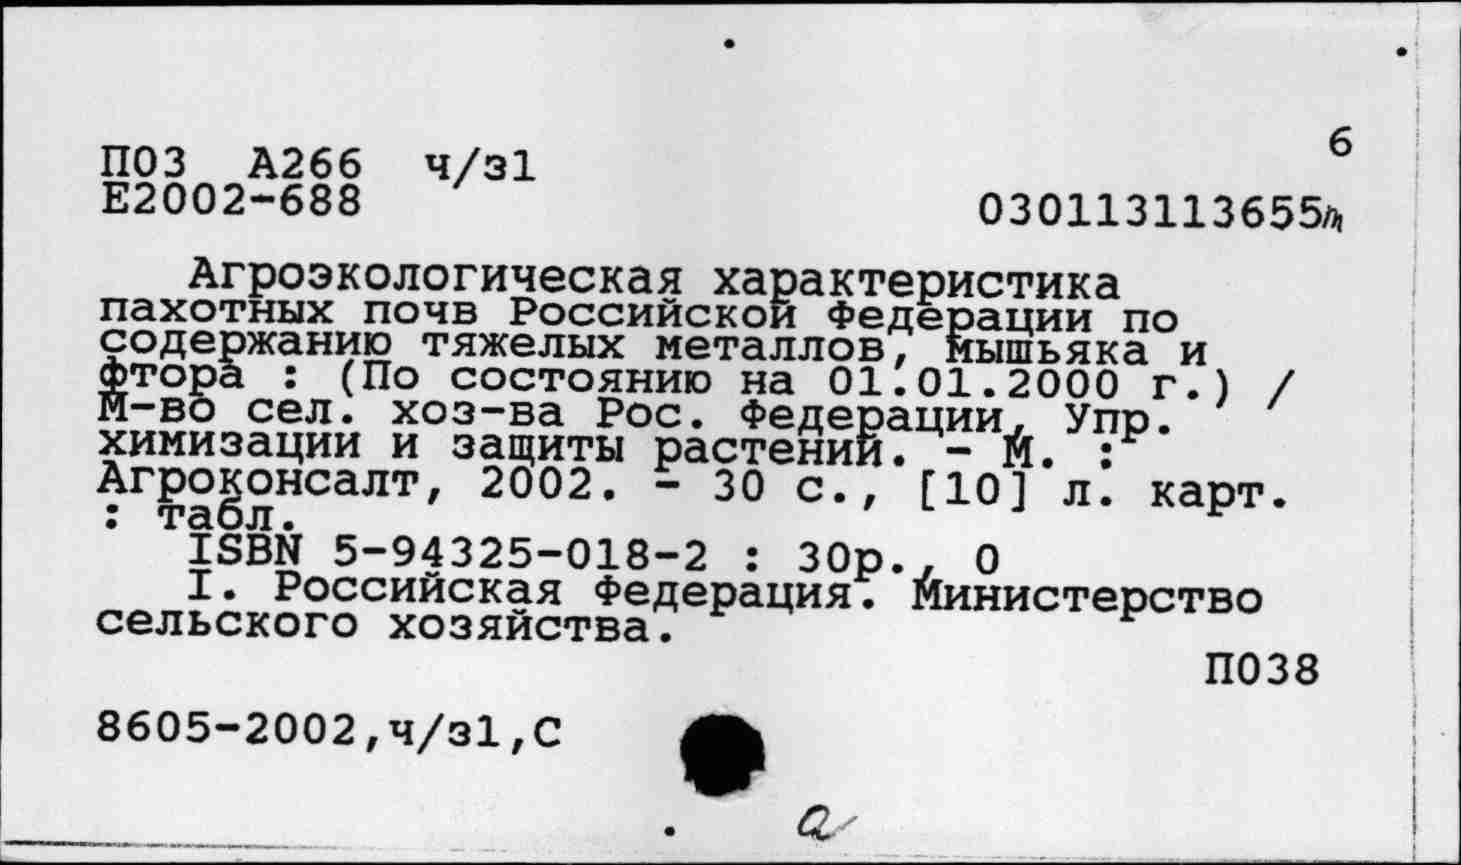 6
П03 А266 ч/з1
Е2002-688
030113113655
Агроэкологическая характеристика
пахотных почв Российской Федерации по
содержанию тяжелых металлов, мышьяка и
фтора : (По состоянию на 01.01.2000 г.) /
М-во сел. хоз-ва Рос. Федерации, Упр.
химизации и защиты растений. - М. :
Агроконсалт, 2002. - 30 с., [10] л. карт.
: табл.
ISBN 5-94325-018-2 : 30р., 0
I. Российская Федерация. Министерство
сельского хозяйства.
П038
8605-2002,ч/з1,С
а